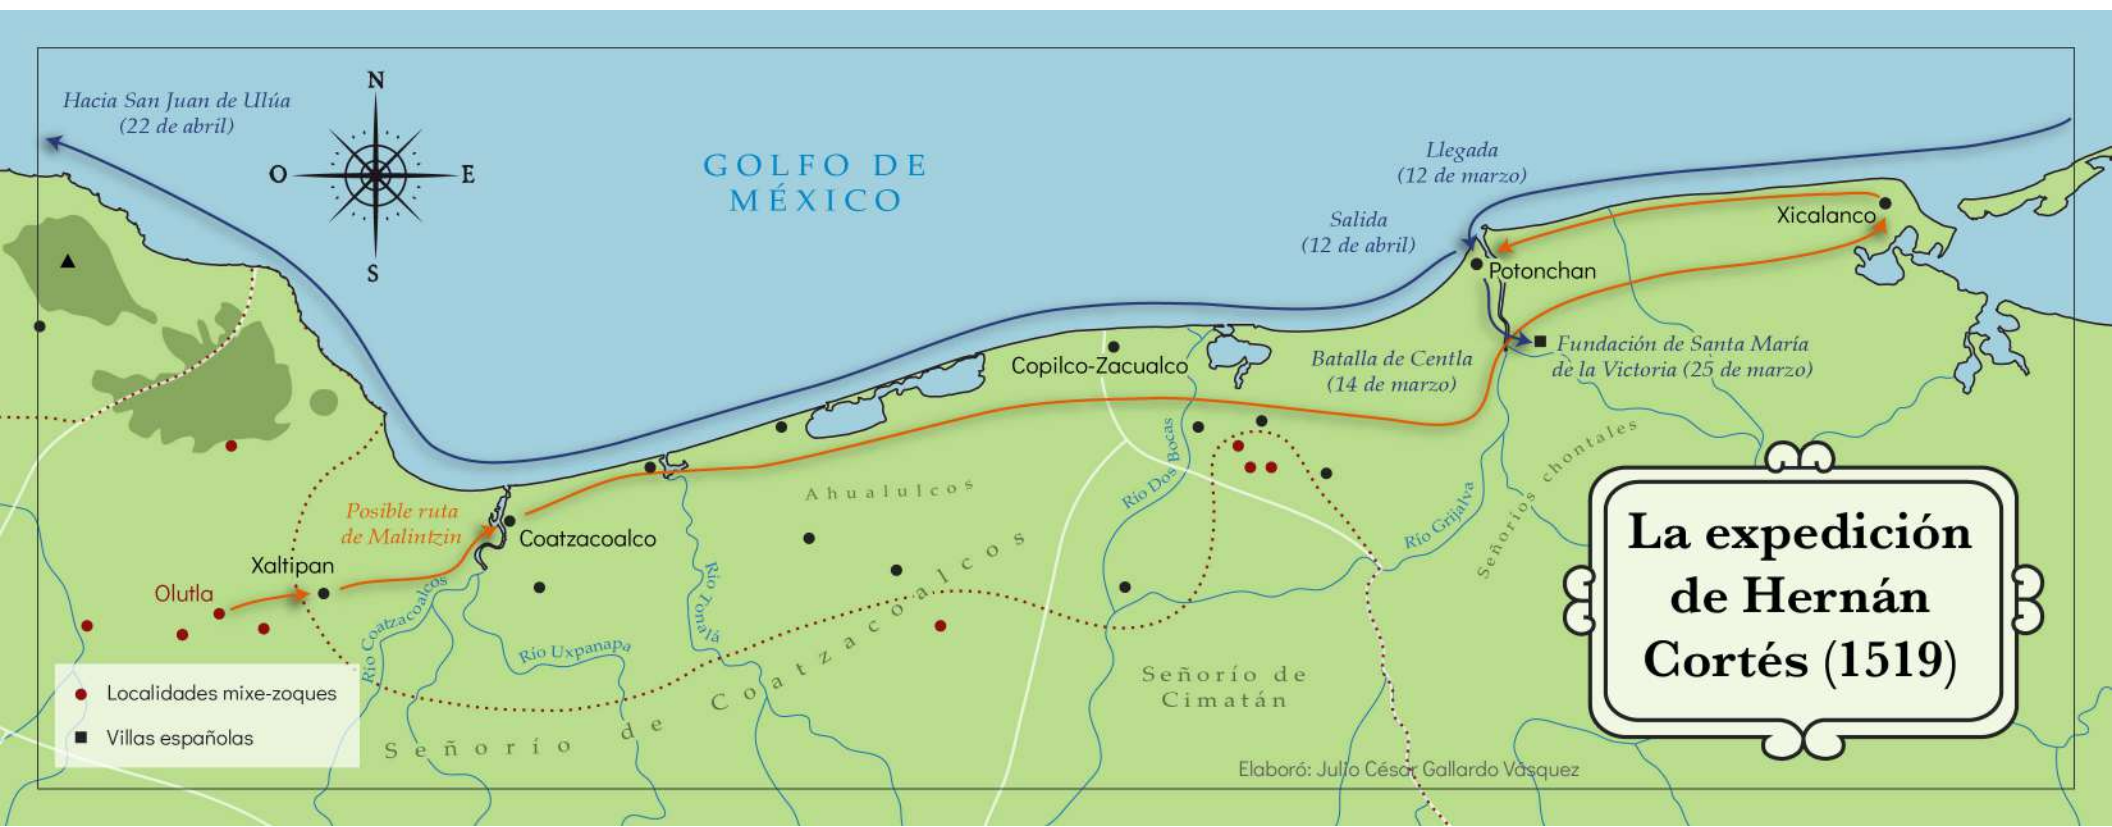 Hacia San Juan de Ulúa
(22 de abril)
N
O
E
S
GOLFO DE
MÉXICO
Llegada
(12 de marzo)
Salida
(12 de abril)
Xicalanco
Potonchan
Fundación de Santa María
de la Victoria (25 de marzo)
Batalla de Centla
(14 de marzo)
Copilco-Zacualco
Río Dos Bocas
Río Grijalva
Señoríos chontales
Ahualulcos
Posible ruta
de Malintzin
Coatzacoalco
Xaltipan
Olutla
Río Coatzacoalcos
Río Uxpanapa
Río Tonalá
Señorío de Coatzacoalcos
Señorío de
Cimatán
Localidades mixe-zoques
Villas españolas
La expedición
de Hernán
Cortés (1519)
Elaboró: Julio César Gallardo Vásquez